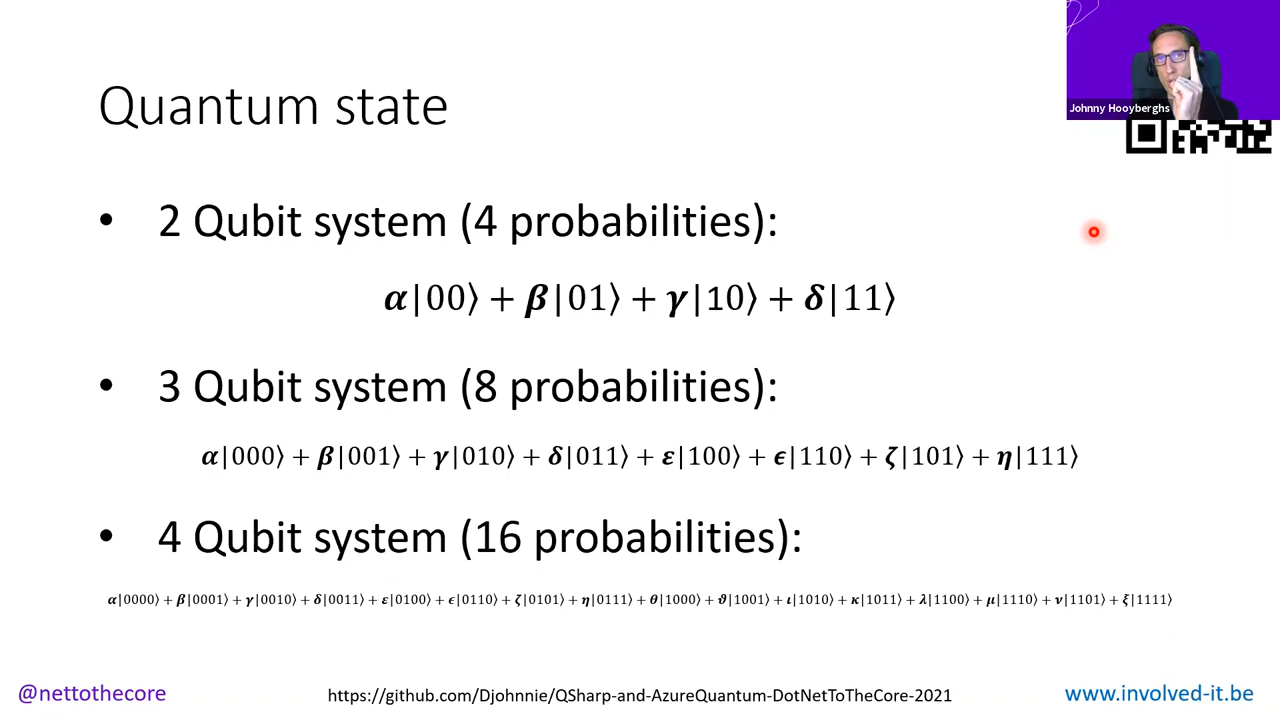 Johnny Hooyberghs
Quantum state
• 2 Qubit system (4 probabilities):
𝜶|00⟩ + 𝜷|01⟩ + 𝜸|10⟩ + 𝜹|11⟩
• 3 Qubit system (8 probabilities):
𝜶|000⟩ + 𝜷|001⟩ + 𝜸|010⟩ + 𝜹|011⟩ + 𝜺|100⟩ + 𝝐|110⟩ + 𝜻|101⟩ + 𝜼|111⟩
• 4 Qubit system (16 probabilities):
𝜶|0000⟩ + 𝜷|0001⟩ + 𝜸|0010⟩ + 𝜹|0011⟩ + 𝜺|0100⟩ + 𝝐|0110⟩ + 𝜻|0101⟩ + 𝜼|0111⟩ + 𝜽|1000⟩ + 𝝑|1001⟩ + 𝜾|1010⟩ + 𝜿|1011⟩ + 𝝀|1100⟩ + 𝝁|1110⟩ + 𝝂|1101⟩ + 𝝃|1111⟩
@nettothecore
https://github.com/Djohnnie/QSharp-and-AzureQuantum-DotNetToTheCore-2021
www.involved-it.be